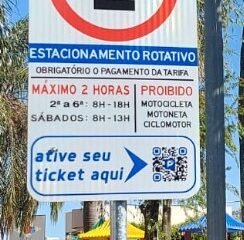 ESTACIONAMENTO ROTATIVO
OBRIGATÓRIO O PAGAMENTO DA TARIFA
MÁXIMO 2 HORAS
2ª a 6ª: 8H-18H
SÁBADOS: 8H-13H
PROIBIDO
MOTOCICLETA
MOTONETA
CICLOMOTOR
ative seu
ticket aqui